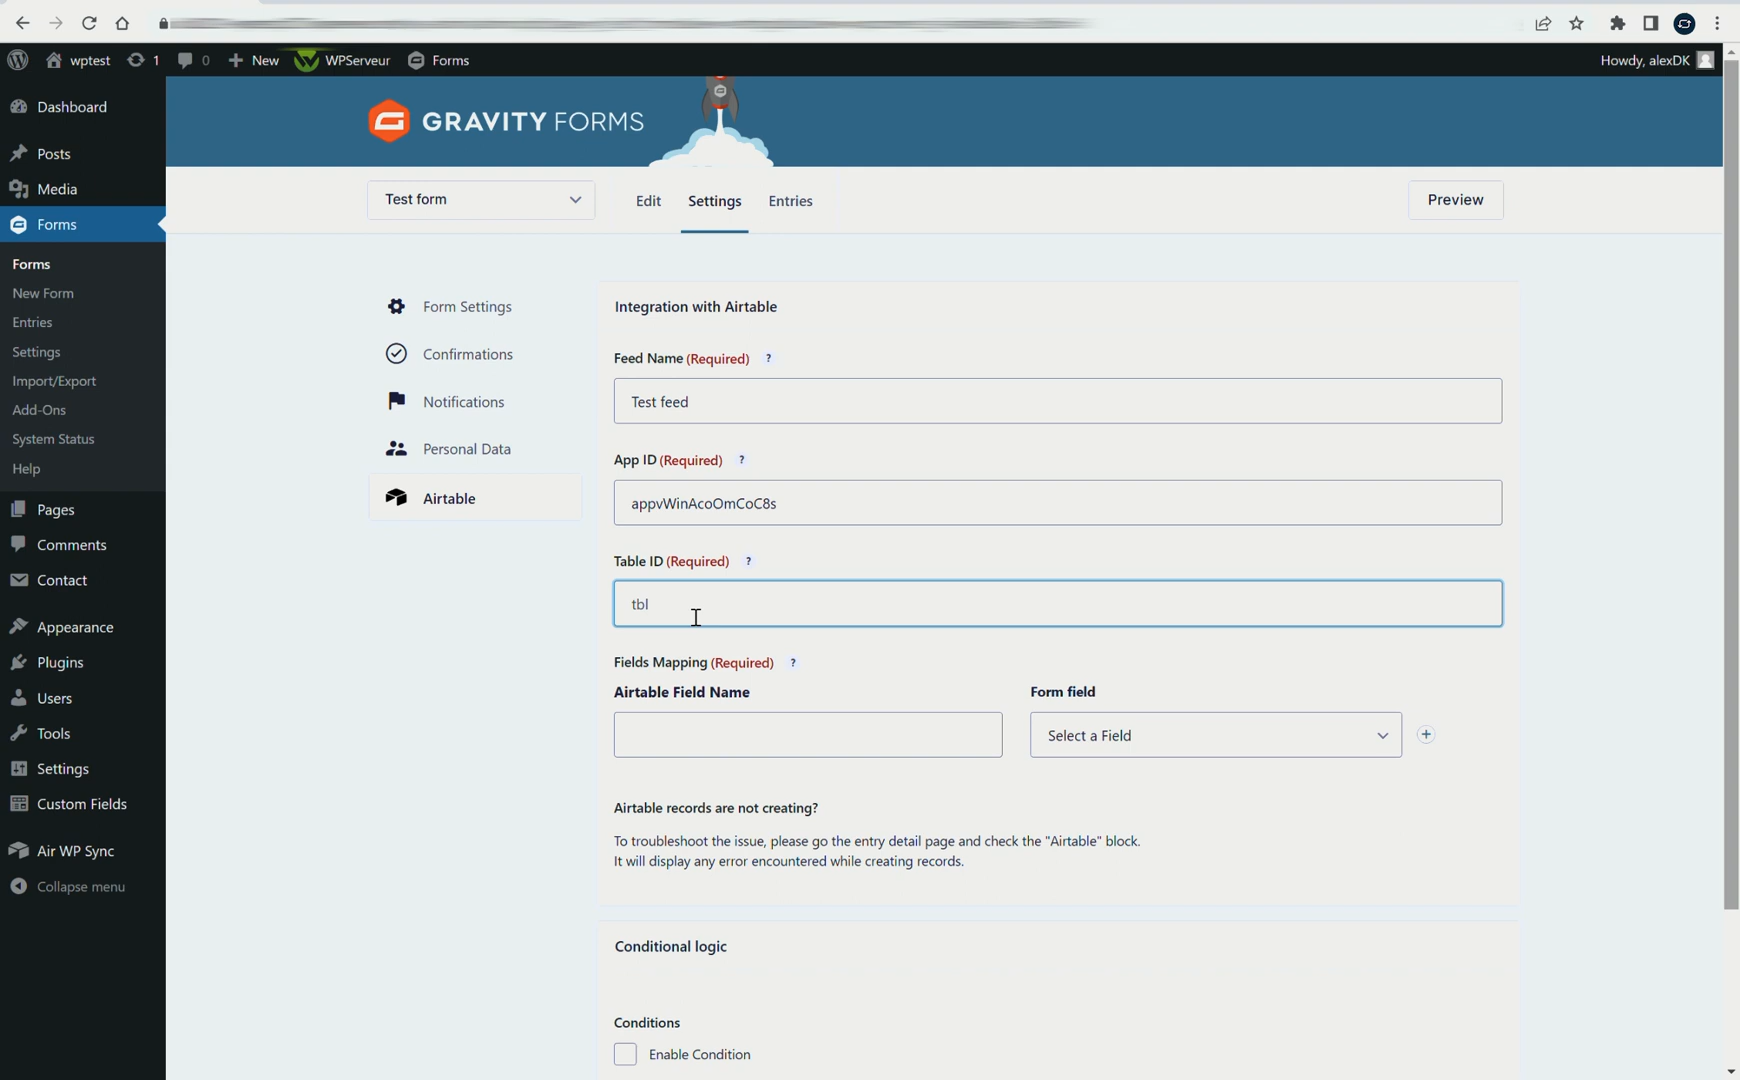 wptest
1
0
New
WPServeur
Forms
Howdy, alexDK
Dashboard
Posts
Media
Forms
Forms
New Form
Entries
Settings
Import/Export
Add-Ons
System Status
Help
Pages
Comments
Contact
Appearance
Plugins
Users
Tools
Settings
Custom Fields
Air WP Sync
Collapse menu
GRAVITY FORMS
Test form
Edit
Settings
Entries
Preview
Form Settings
Confirmations
Notifications
Personal Data
Airtable
Integration with Airtable
Feed Name (Required) ?
Test feed
App ID (Required) ?
appvWinAcoOmCoC8s
Table ID (Required) ?
tbl
Fields Mapping (Required) ?
Airtable Field Name
Form field
Select a Field
Airtable records are not creating?
To troubleshoot the issue, please go the entry detail page and check the "Airtable" block.
It will display any error encountered while creating records.
Conditional logic
Conditions
Enable Condition